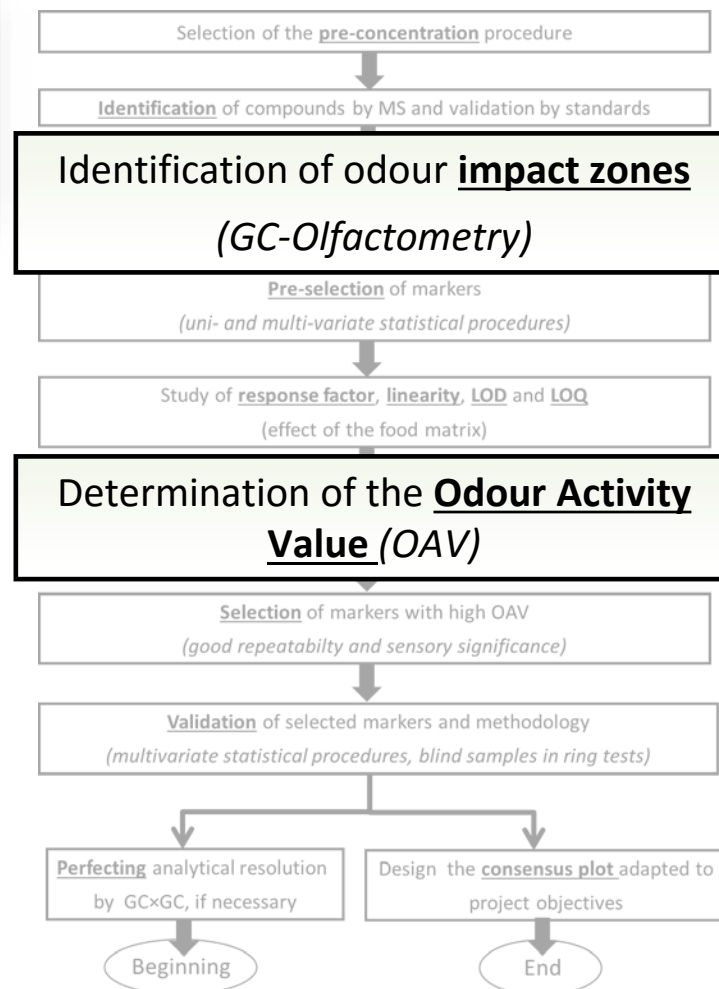 Selection of the pre-concentration procedure
Identification of compounds by MS and validation by standards
Identification of odour impact zones
(GC-Olfactometry)
Pre-selection of markers
(uni- and multi-variate statistical procedures)
Study of response factor, linearity, LOD and LOQ
(effect of the food matrix)
Determination of the Odour Activity
Value (OAV)
Selection of markers with high OAV
(good repeatabilty and sensory significance)
Validation of selected markers and methodology
(multivariate statistical procedures, blind samples in ring tests)
Perfecting analytical resolution
by GC×GC, if necessary
Design the consensus plot adapted to
project objectives
Beginning
End